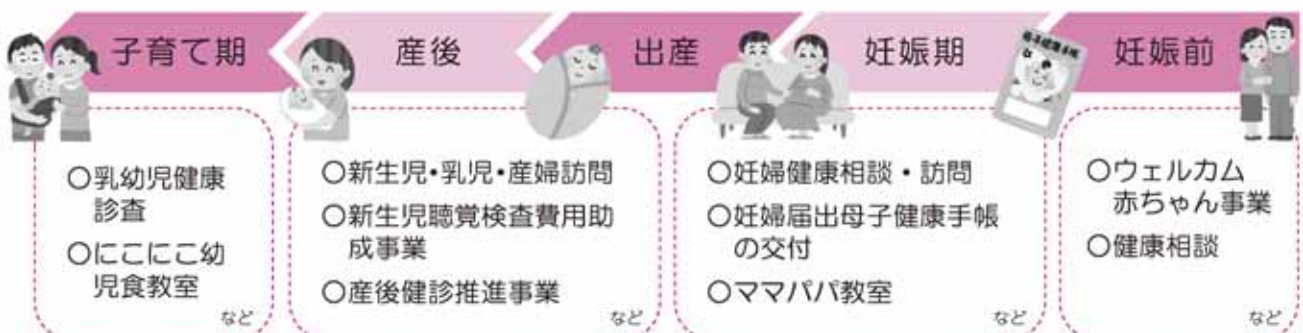 妊娠前
妊娠期
出産
産後
子育て期
母子健康手帳
○ウェルカム
赤ちゃん事業
○健康相談
など
○妊婦健康相談・訪問
○妊婦届出母子健康手帳
の交付
○ママパパ教室
など
○新生児・乳児・産婦訪問
○新生児聴覚検査費用助
成事業
○産後健診推進事業
など
○乳幼児健康
診査
○にこにこ幼
児食教室
など